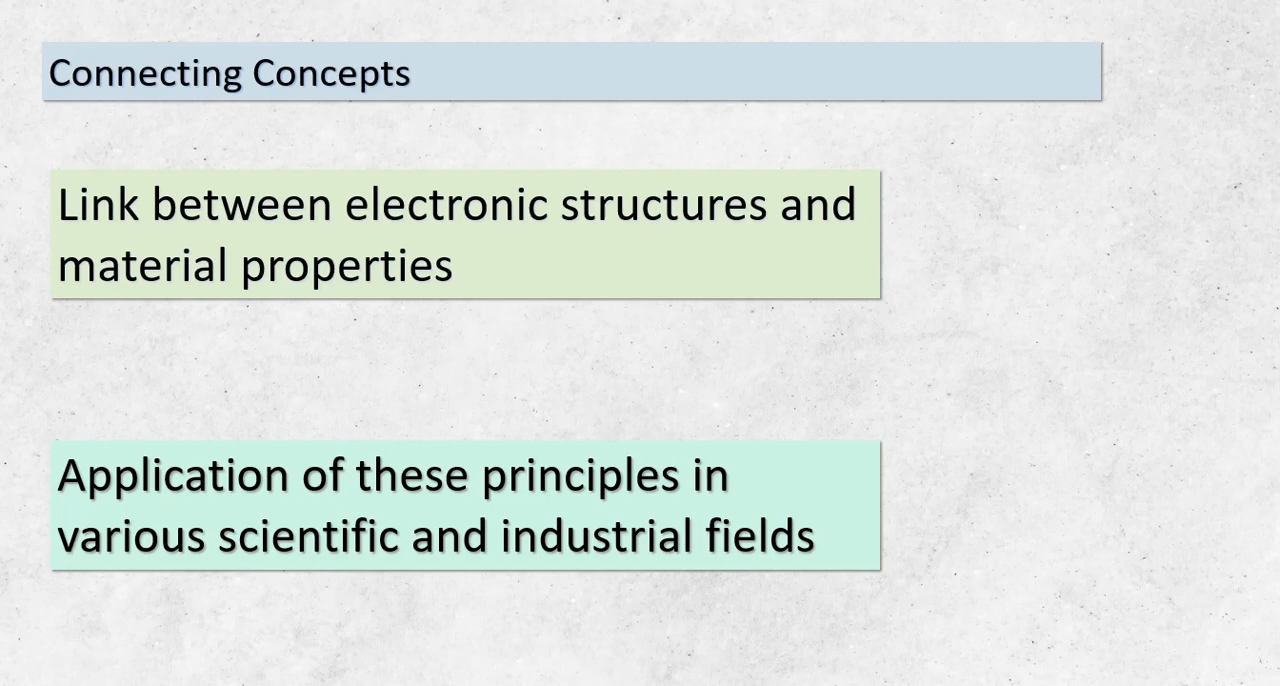 Connecting Concepts
Link between electronic structures and
material properties
Application of these principles in
various scientific and industrial fields